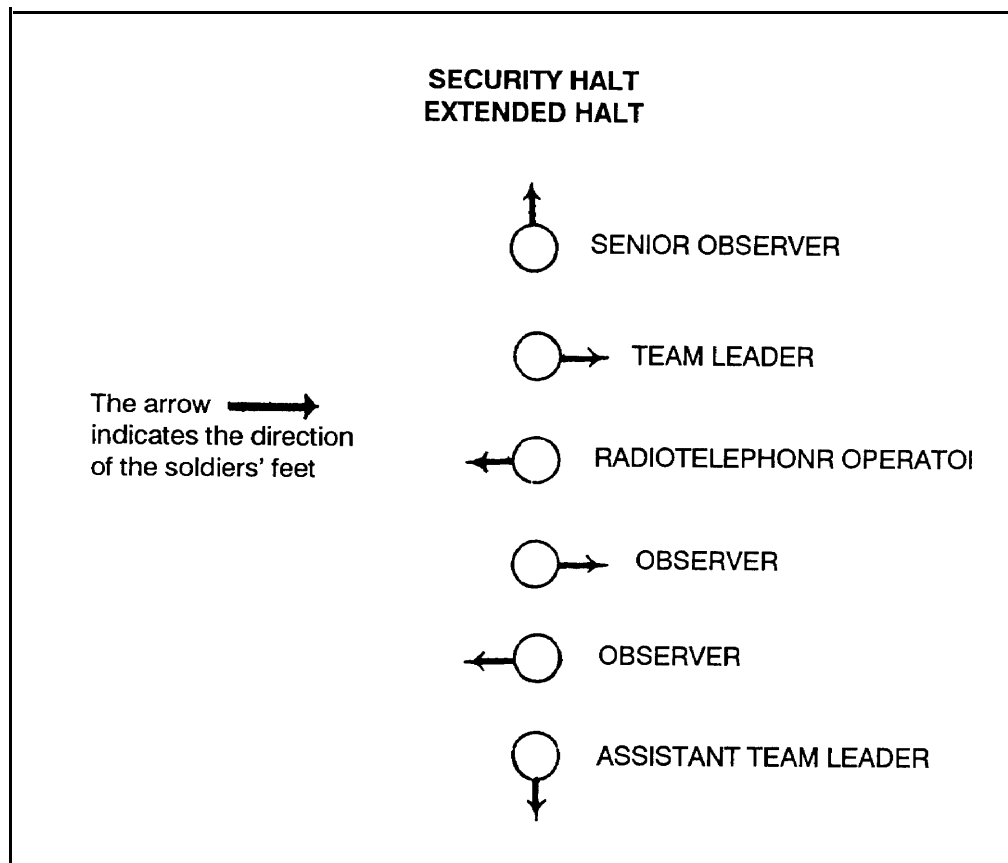 SECURITY HALT
EXTENDED HALT
SENIOR OBSERVER
TEAM LEADER
The arrow
indicates the direction
of the soldiers' feet
RADIOTELEPHONR OPERATOI
OBSERVER
OBSERVER
ASSISTANT TEAM LEADER